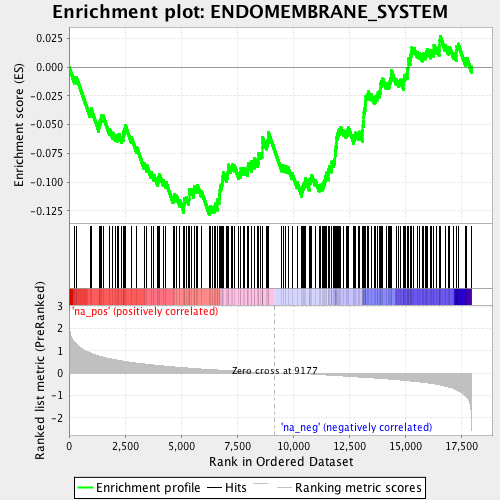 Enrichment plot: ENDOMEMBRANE_SYSTEM
Enrichment score (ES)
0.025
0.000
-0.025
-0.050
-0.075
-0.100
-0.125
Ranked list metric (PreRanked)
3
2
1
0
-1
-2
'na_pos' (positively correlated)
Zero cross at 9177
'na_neg' (negatively correlated)
0
2,500
5,000
7,500
10,000
12,500
15,000
17,500
Rank in Ordered Dataset
Enrichment profile
Hits
Ranking metric scores